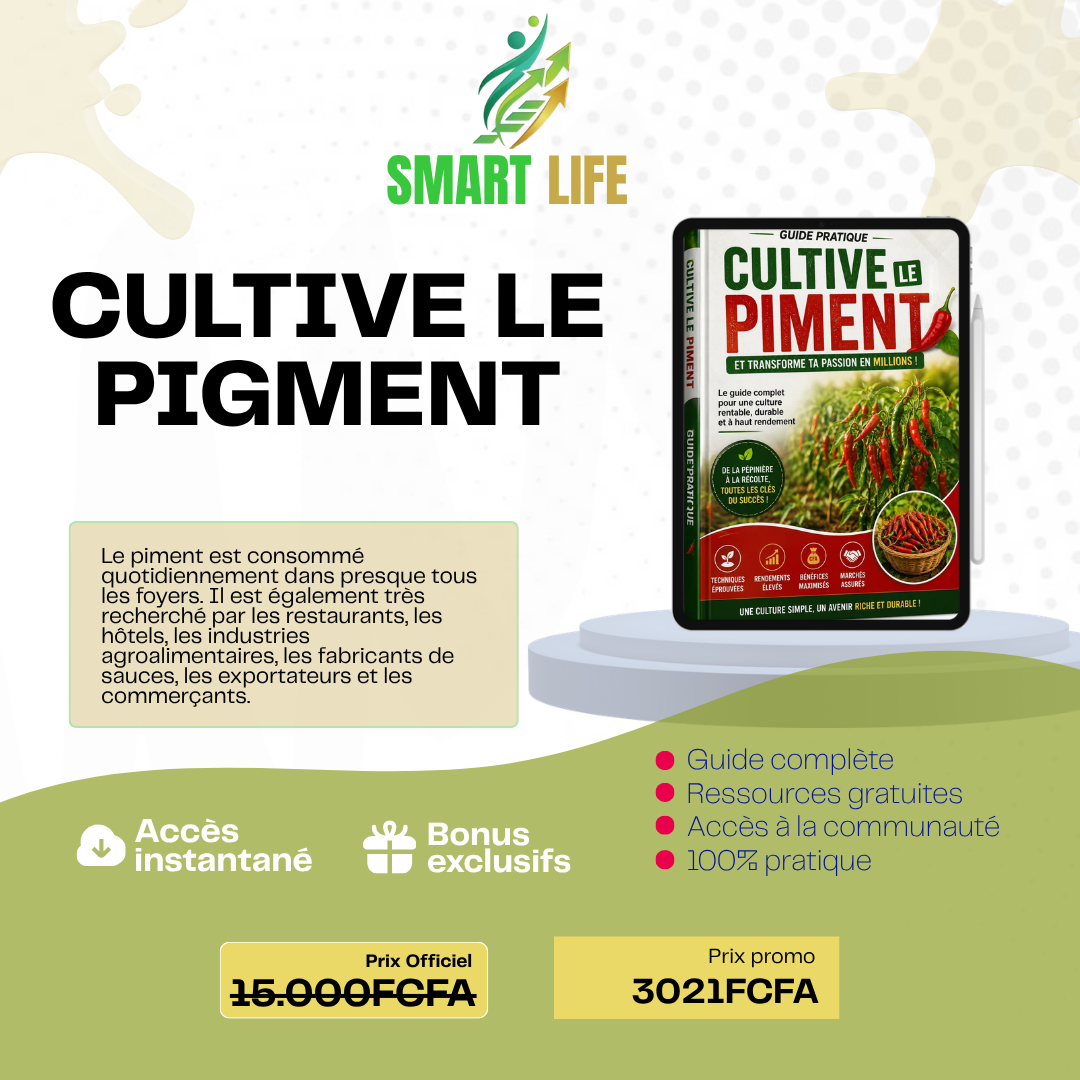 SMART LIFE
CULTIVE LE
PIGMENT
GUIDE PRATIQUE
CULTIVE LE
PIMENT
ET TRANSFORME TA PASSION EN MILLIONS !
Le guide complet
pour une culture
rentable, durable
et à haut rendement
DE LA PÉPINIÈRE
À LA RÉCOLTE,
TOUTES LES CLÉS
DU SUCCÈS !
TECHNIQUES
ÉPROUVÉES
RENDEMENTS
ÉLEVÉS
CFA
BÉNÉFICES
MAXIMISÉS
MARCHÉS
ASSURÉS
UNE CULTURE SIMPLE, UN AVENIR RICHE ET DURABLE !
CULTIVE LE PIMENT
GUIDE PRATIQUE
Le piment est consommé
quotidiennement dans presque tous
les foyers. Il est également très
recherché par les restaurants, les
hôtels, les industries
agroalimentaires, les fabricants de
sauces, les exportateurs et les
commerçants.
Guide complète
Ressources gratuites
Accès à la communauté
100% pratique
Accès
instantané
Bonus
exclusifs
Prix Officiel
15.000FCFA
Prix promo
3021FCFA